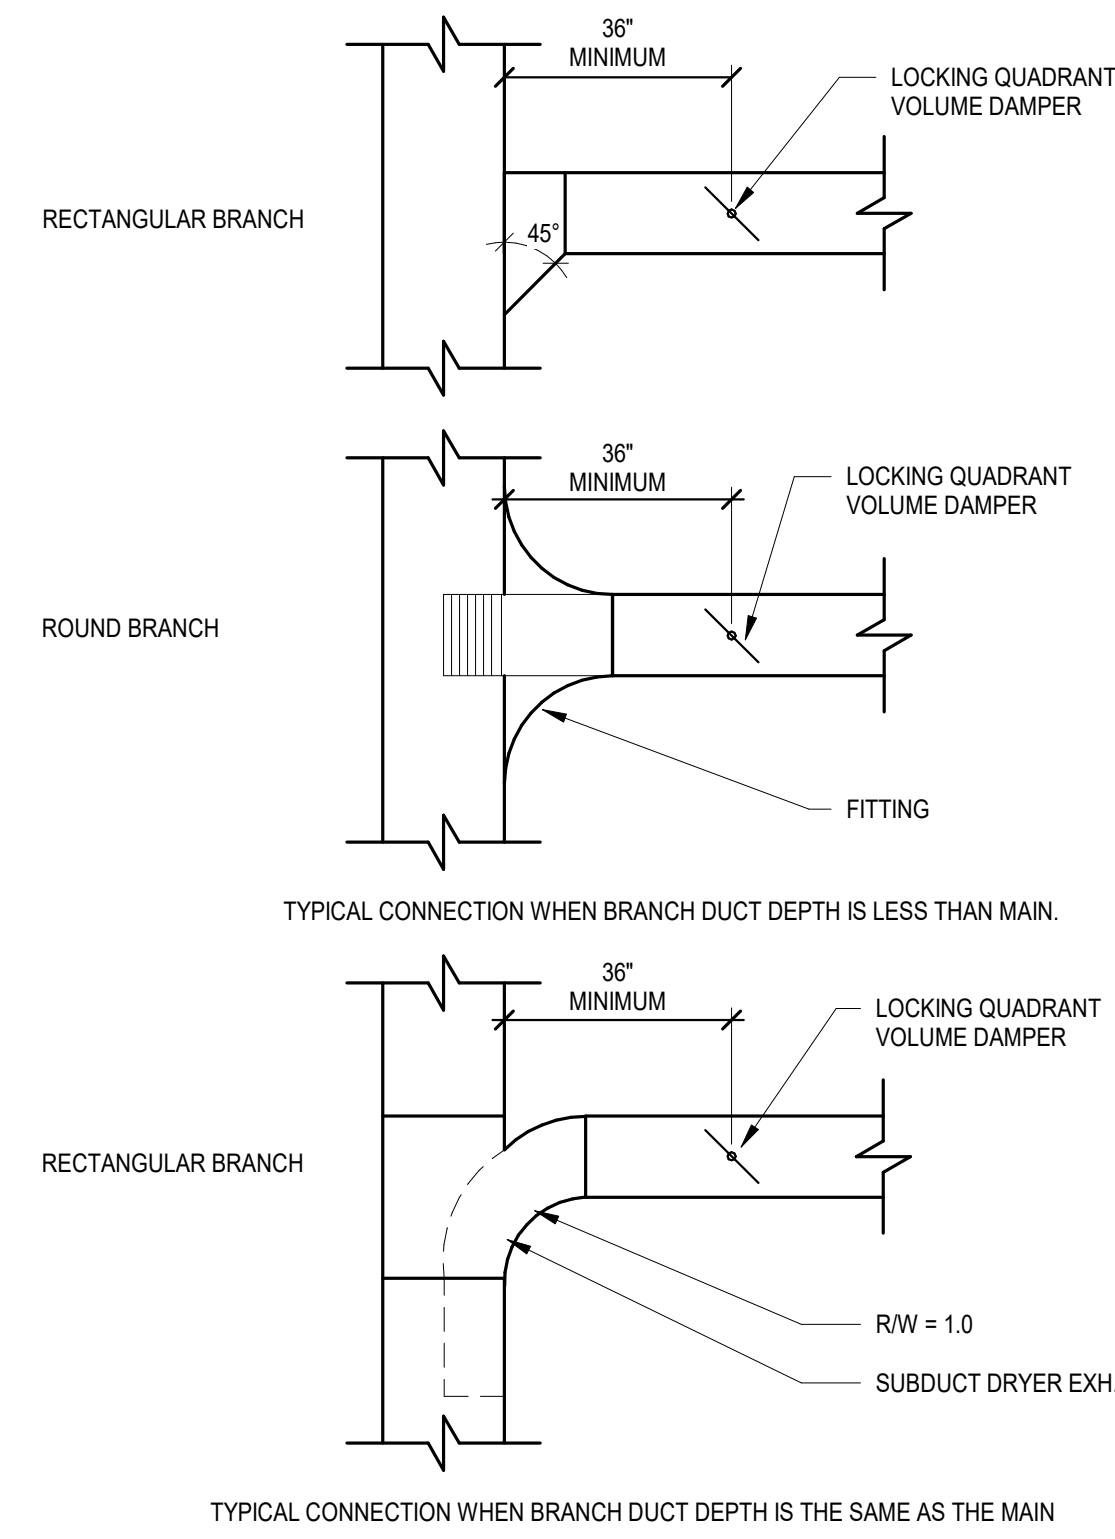 36"
MINIMUM
LOCKING QUADRANT
VOLUME DAMPER
RECTANGULAR BRANCH
45°
36"
MINIMUM
LOCKING QUADRANT
VOLUME DAMPER
ROUND BRANCH
FITTING
TYPICAL CONNECTION WHEN BRANCH DUCT DEPTH IS LESS THAN MAIN.
36"
MINIMUM
LOCKING QUADRANT
VOLUME DAMPER
RECTANGULAR BRANCH
R/W = 1.0
SUBDUCT DRYER EXH.
TYPICAL CONNECTION WHEN BRANCH DUCT DEPTH IS THE SAME AS THE MAIN